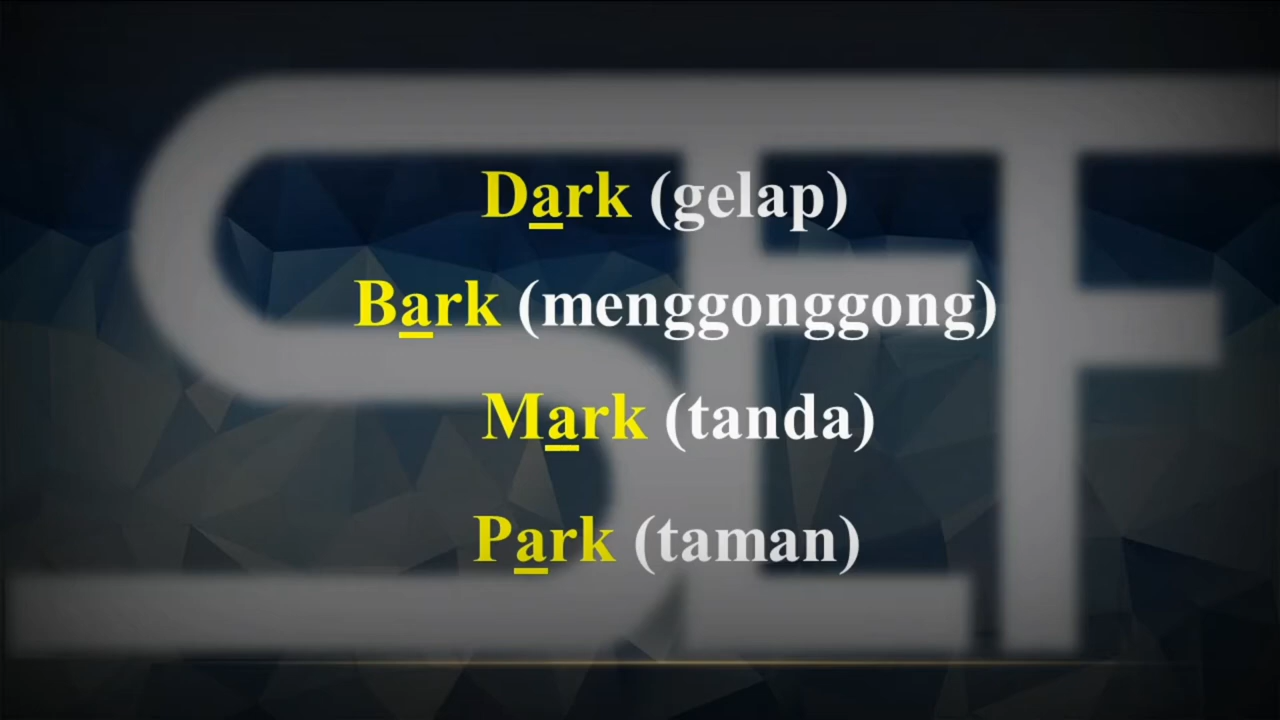 Dark (gelap)
Bark (menggonggong)
Mark (tanda)
Park (taman)